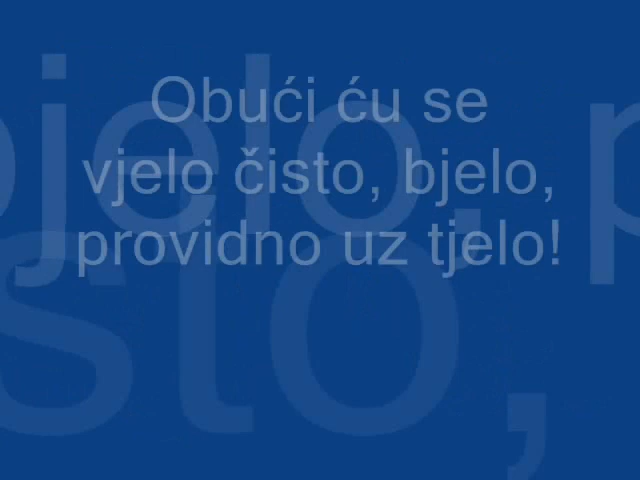 Obući ću se
vjelo čisto, bjelo,
providno uz tjelo!